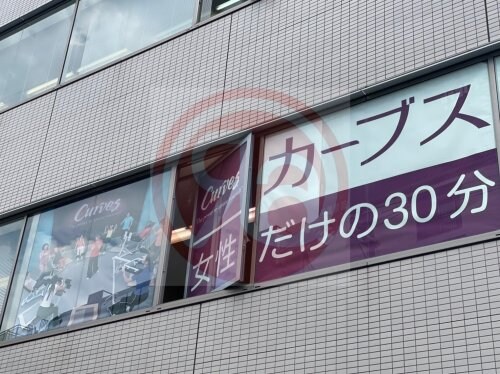 Curves
Curves
カーブス
女性
だけの30分